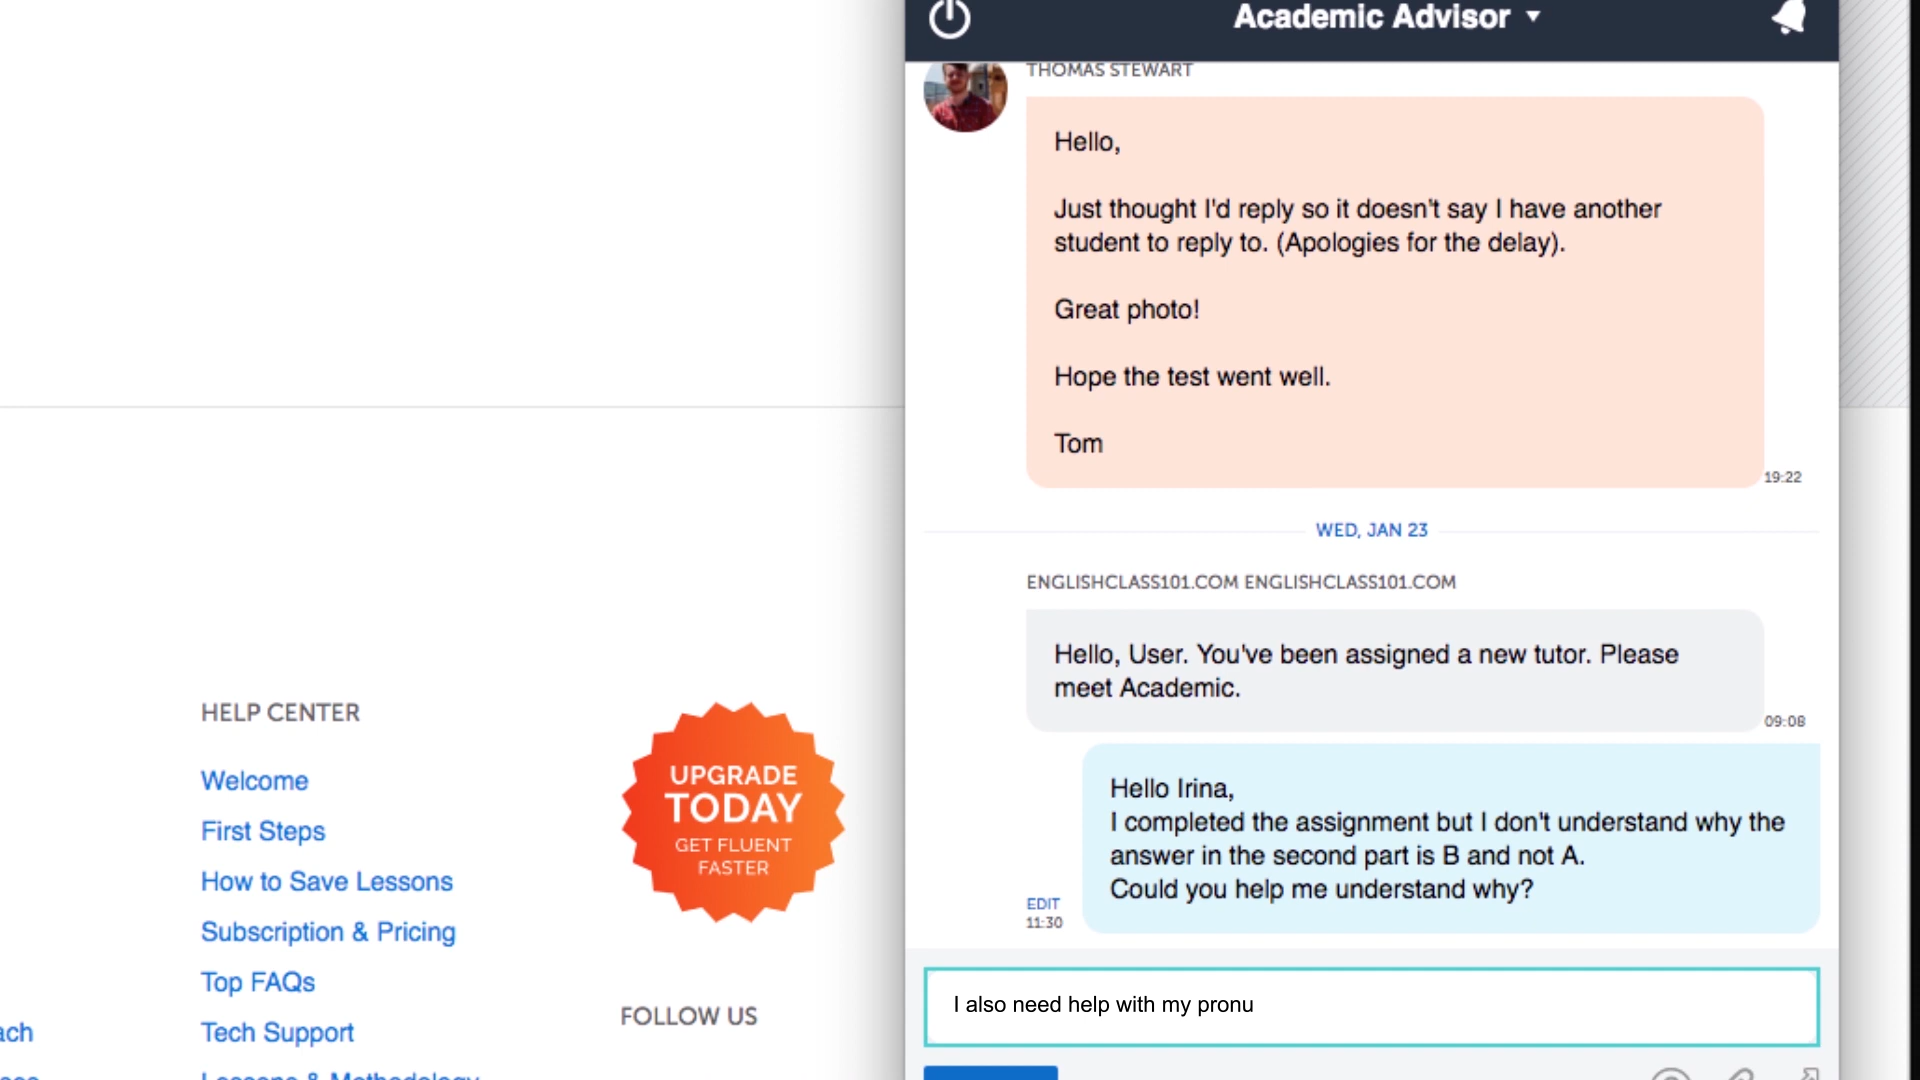 Academic Advisor
THOMAS STEWART
Hello,
Just thought I'd reply so it doesn't say I have another
student to reply to. (Apologies for the delay).
Great photo!
Hope the test went well.
Tom
19:22
WED, JAN 23
ENGLISHCLASS101.COM ENGLISHCLASS101.COM
Hello, User. You've been assigned a new tutor. Please
meet Academic.
09:08
Hello Irina,
I completed the assignment but I don't understand why the
answer in the second part is B and not A.
Could you help me understand why?
EDIT
11:30
I also need help with my pronu
HELP CENTER
Welcome
First Steps
How to Save Lessons
Subscription & Pricing
Top FAQs
Tech Support
Lessons & Methodology
UPGRADE
TODAY
GET FLUENT
FASTER
FOLLOW US
ach